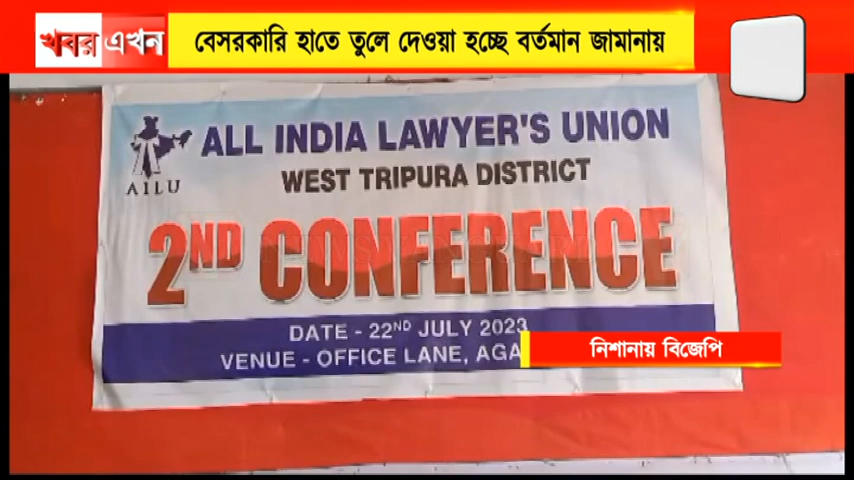 খবর এখন
বেসরকারি হাতে তুলে দেওয়া হচ্ছে বর্তমান জামানায়
ALL INDIA LAWYER'S UNION
AILU
WEST TRIPURA DISTRICT
2ND CONFERENCE
DATE - 22ND JULY 2023
VENUE - OFFICE LANE,
নিশানায় বিজেপি